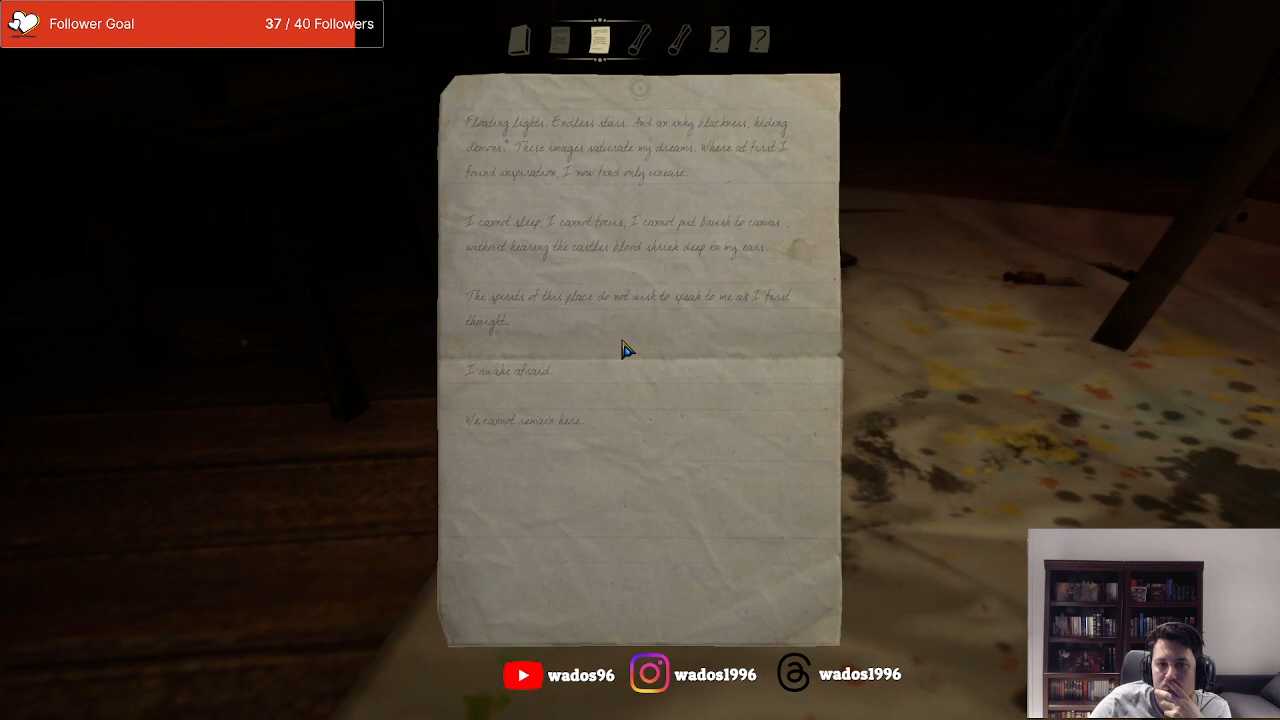 Follower Goal
37 / 40 Followers
Floating lights. Endless stars. And an inky blackness, hiding
demons." These images saturate my dreams. Where at first I
found inspiration, I now find only unease.
I cannot sleep, I cannot focus, I cannot put brush to canvas
without hearing the castles blood shriek deep in my ears.
The spirits of this place do not wish to speak to me as I first
thought.
I awake afraid.
We cannot remain here.
wados96
wados1996
wados1996